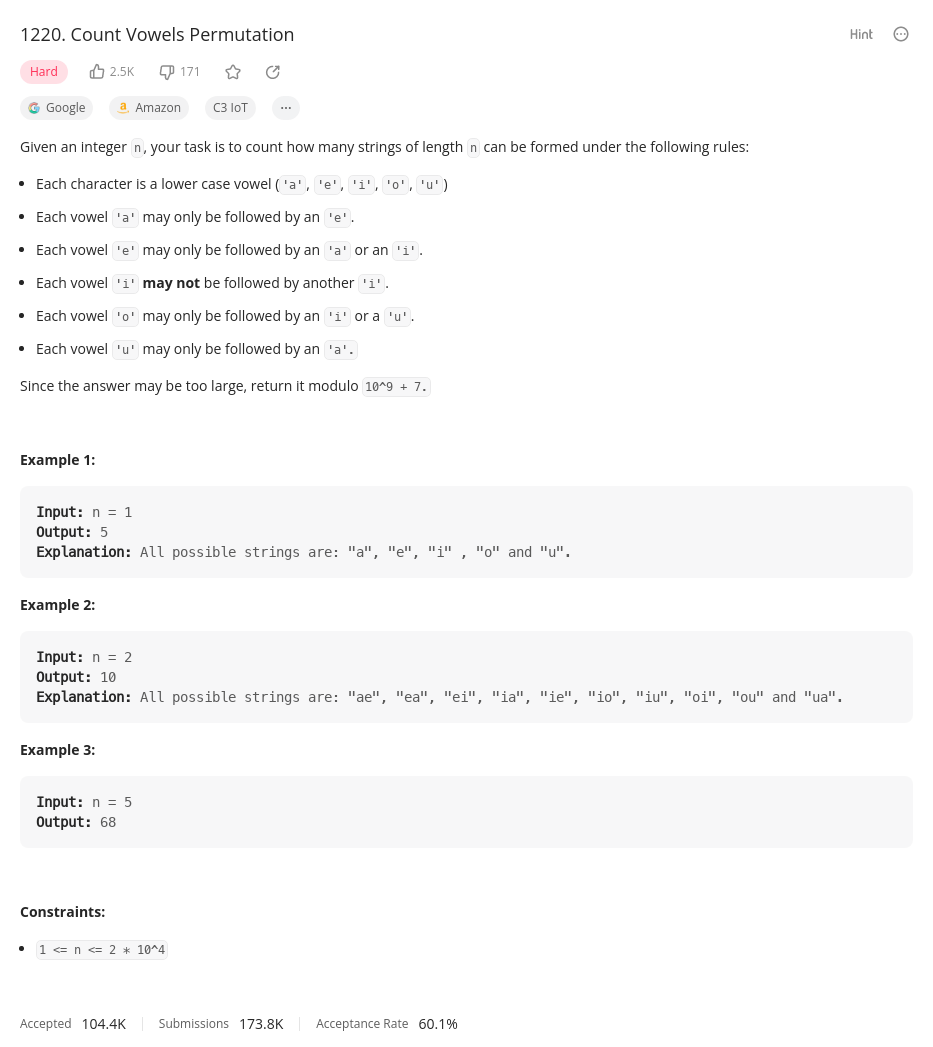 1220. Count Vowels Permutation
Hint
Hard
2.5K
171
Google
Amazon
C3 IoT
Given an integer n, your task is to count how many strings of length n can be formed under the following rules:
• Each character is a lower case vowel ('a', 'e', 'i', 'o', 'u')
• Each vowel 'a' may only be followed by an 'e'.
• Each vowel 'e' may only be followed by an 'a' or an 'i'.
• Each vowel 'i' may not be followed by another 'i'.
• Each vowel 'o' may only be followed by an 'i' or a 'u'.
• Each vowel 'u' may only be followed by an 'a'.
Since the answer may be too large, return it modulo 10^9 + 7.
Example 1:
Input: n = 1
Output: 5
Explanation: All possible strings are: "a", "e", "i" , "o" and "u".
Example 2:
Input: n = 2
Output: 10
Explanation: All possible strings are: "ae", "ea", "ei", "ia", "ie", "io", "iu", "oi", "ou" and "ua".
Example 3:
Input: n = 5
Output: 68
Constraints:
• 1 <= n <= 2 * 10^4
Accepted 104.4K
Submissions 173.8K
Acceptance Rate 60.1%